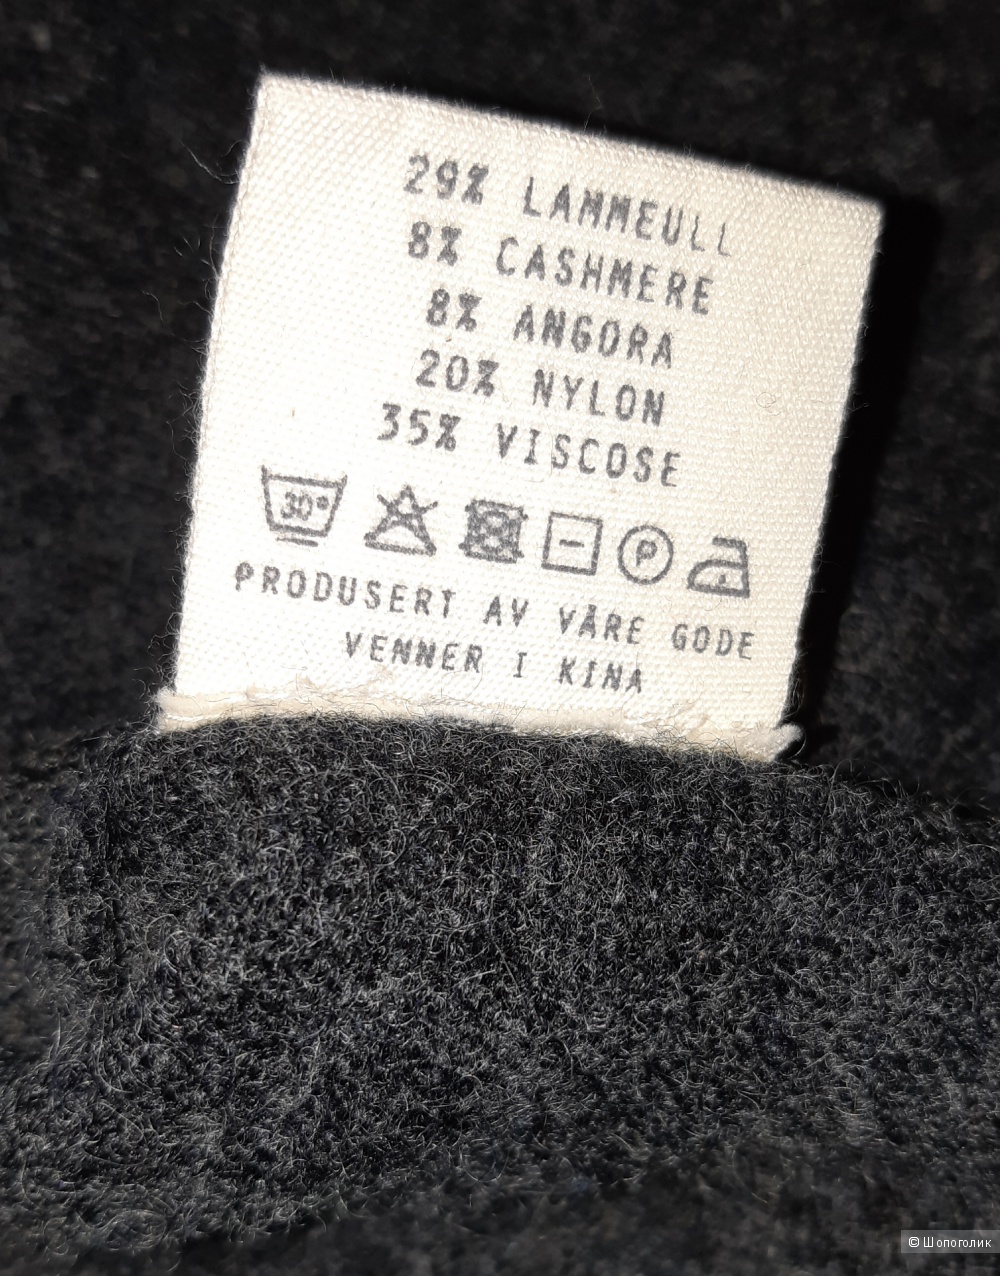 29% LAMMEULL
8% CASHMERE
8% ANGORA
20% NYLON
35% VISCOSE
30° P
PRODUSERT AV VÅRE GODE
VENNER I KINA
© Шопоголик